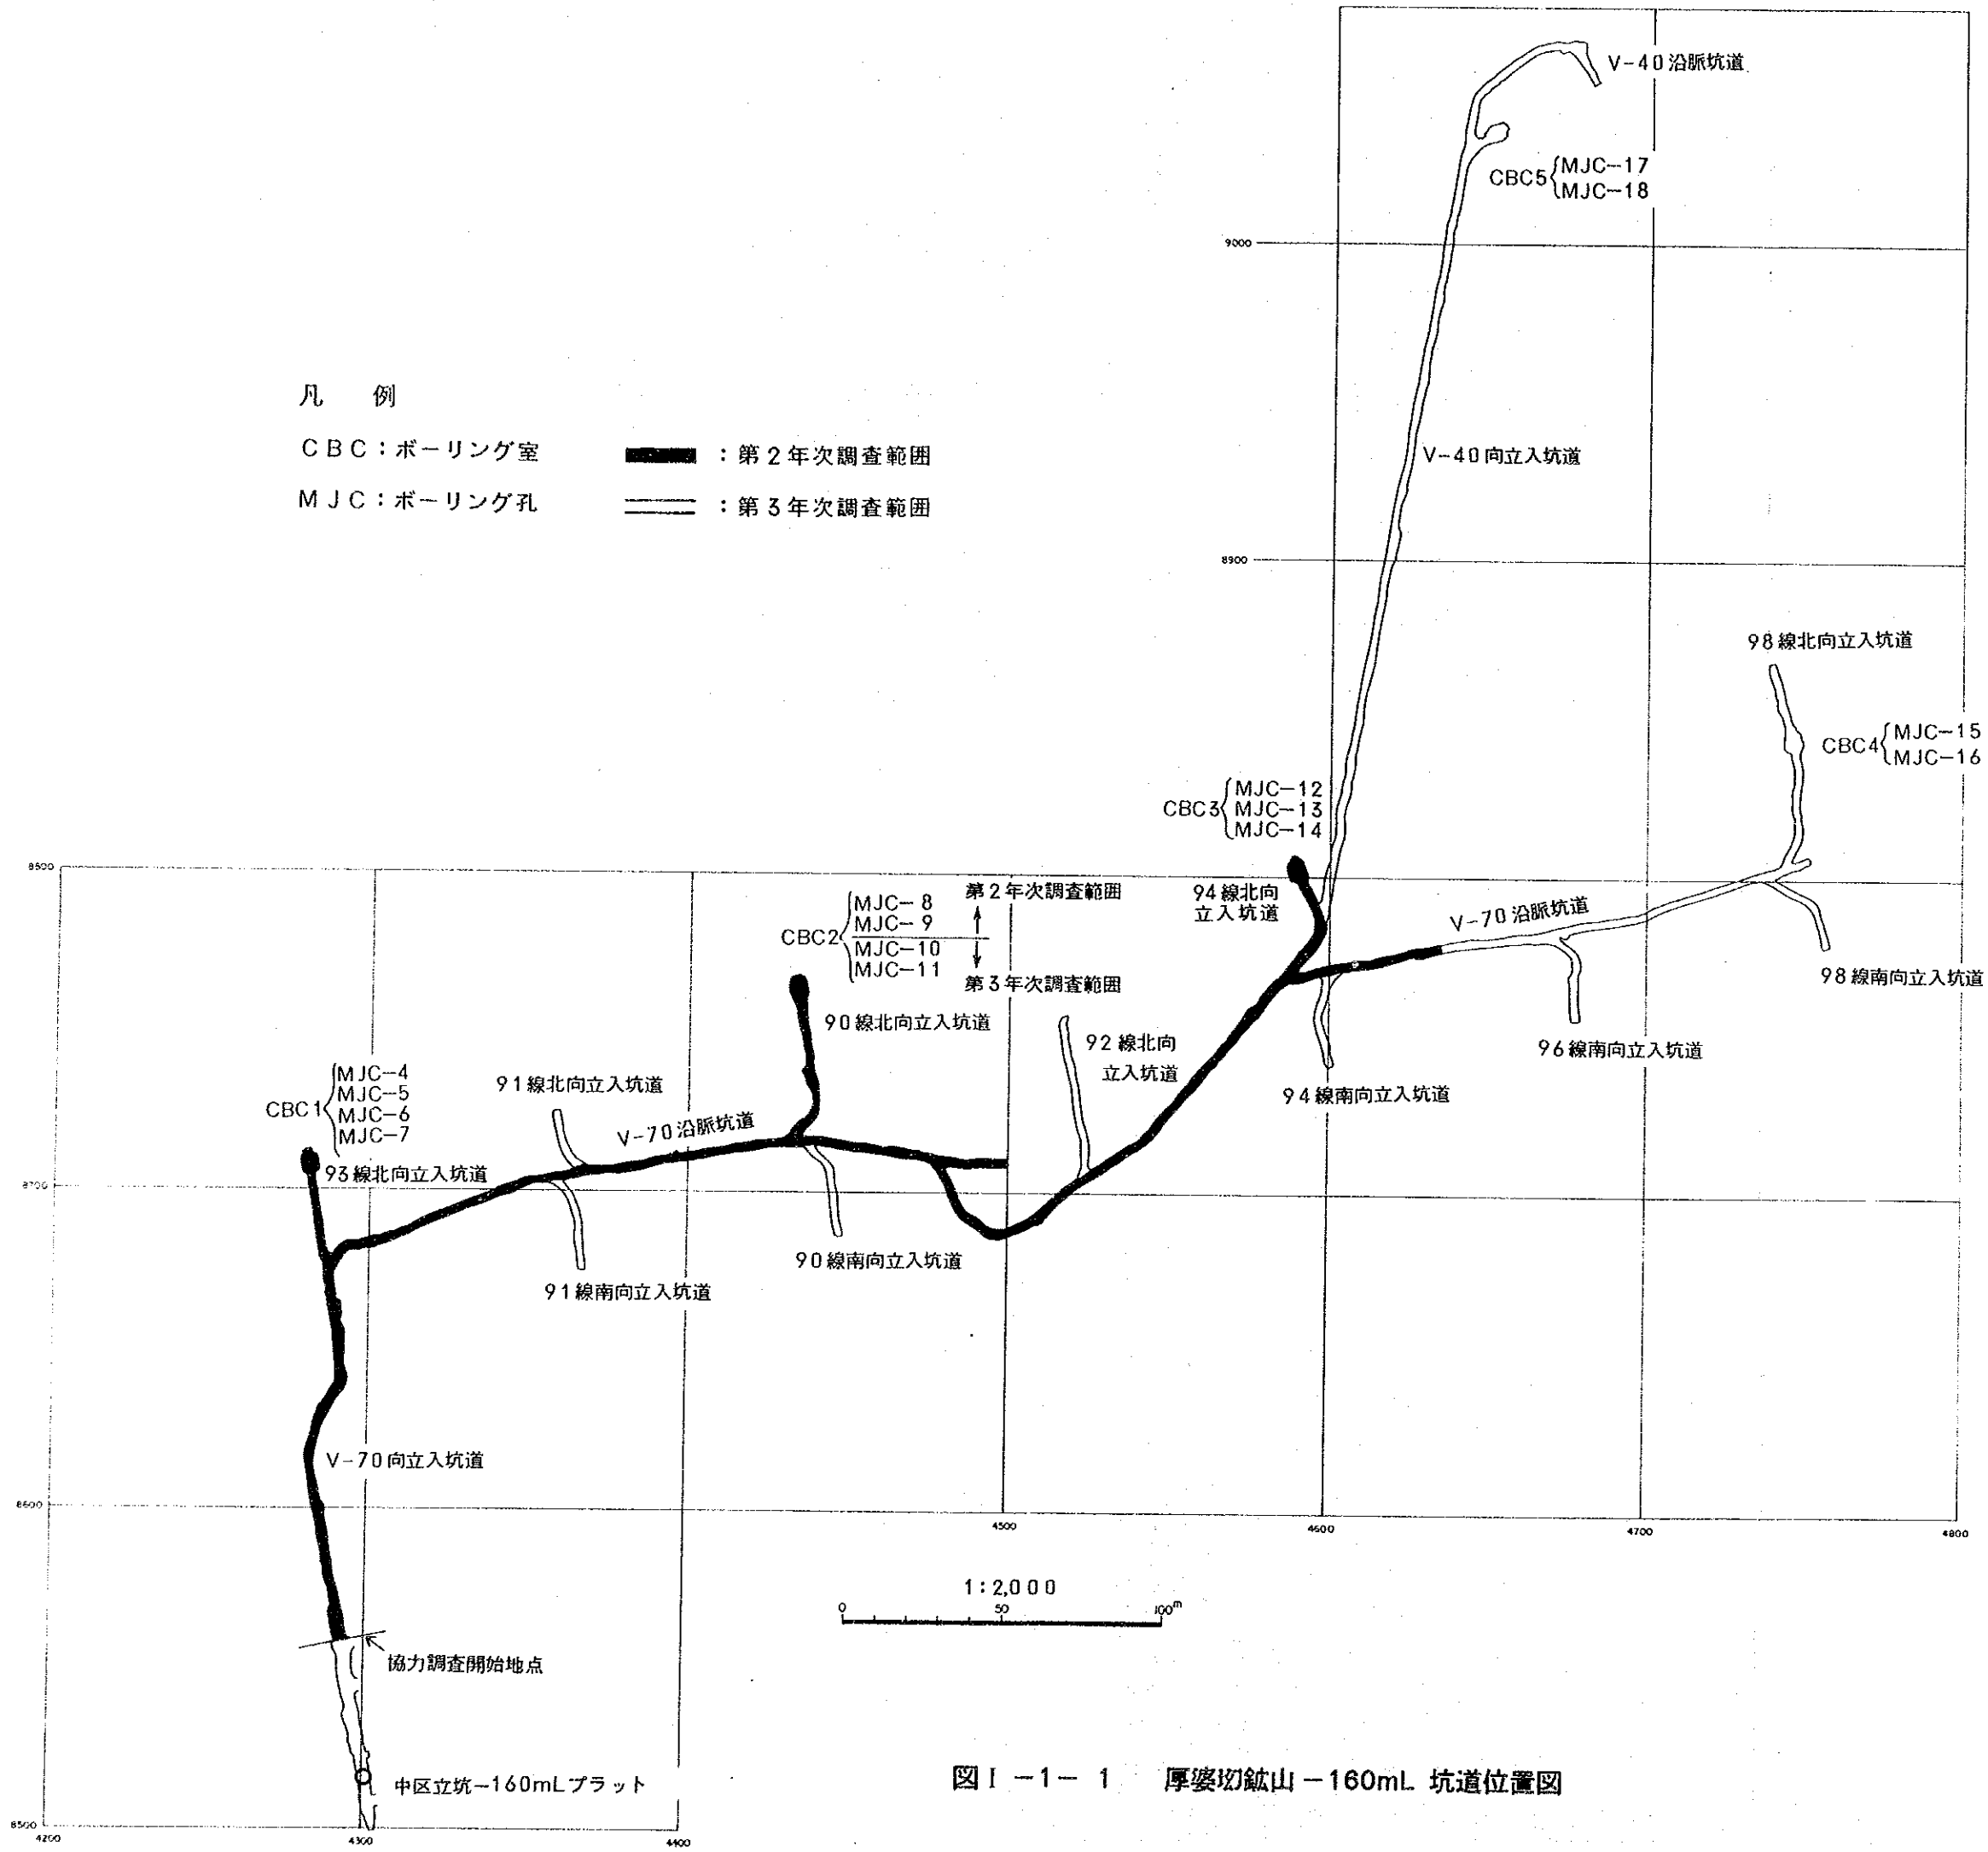 V-40沿脈坑道
CBC5
MJC-17
MJC-18
9000
凡 例
CBC：ボーリング室
：第2年次調査範囲
MJC：ボーリング孔
：第3年次調査範囲
V-40向立入坑道
8900
98線北向立入坑道
CBC4
MJC-15
MJC-16
CBC3
MJC-12
MJC-13
MJC-14
8500
CBC2
MJC-8
MJC-9
MJC-10
MJC-11
第2年次調査範囲
第3年次調査範囲
94線北向
立入坑道
V-70沿脈坑道
98線南向立入坑道
90線北向立入坑道
92線北向
立入坑道
96線南向立入坑道
94線南向立入坑道
CBC1
MJC-4
MJC-5
MJC-6
MJC-7
91線北向立入坑道
V-70沿脈坑道
93線北向立入坑道
8700
90線南向立入坑道
91線南向立入坑道
V-70向立入坑道
8600
4500
4600
4700
4800
1:2,000
0
50
100m
協力調査開始地点
中区立坑-160mLプラット
8500
4200
4300
4400
図I-1-1 厚婆坳鉱山-160mL 坑道位置図